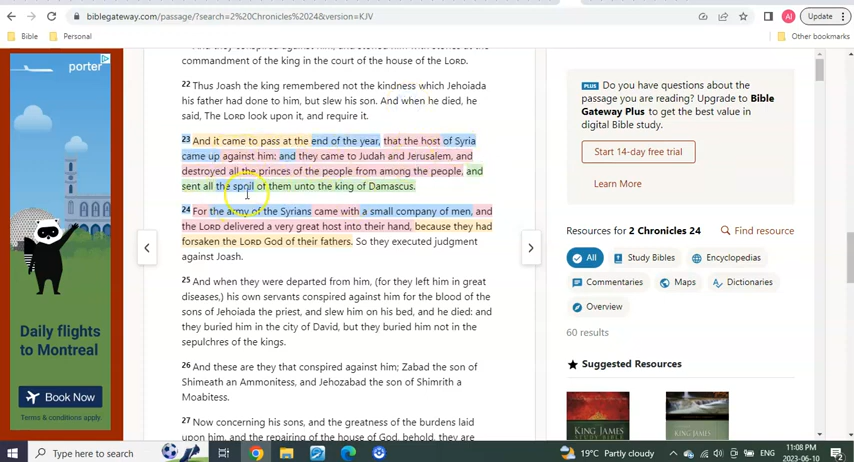 biblegateway.com/passage/?search=2%20Chronicles%2024&version=KJV
AI
Update
Bible
Personal
Other bookmarks
porter
Daily flights
to Montreal
Book Now
Terms & conditions apply.
And they conspired against him, and stoned him with stones at the
commandment of the king in the court of the house of the LORD.
22 Thus Joash the king remembered not the kindness which Jehoiada
his father had done to him, but slew his son. And when he died, he
said, The LORD look upon it, and require it.
23 And it came to pass at the end of the year, that the host of Syria
came up against him: and they came to Judah and Jerusalem, and
destroyed all the princes of the people from among the people, and
sent all the spoil of them unto the king of Damascus.
24 For the army of the Syrians came with a small company of men, and
the LORD delivered a very great host into their hand, because they had
forsaken the LORD God of their fathers. So they executed judgment
against Joash.
25 And when they were departed from him, (for they left him in great
diseases,) his own servants conspired against him for the blood of the
sons of Jehoiada the priest, and slew him on his bed, and he died: and
they buried him in the city of David, but they buried him not in the
sepulchres of the kings.
26 And these are they that conspired against him; Zabad the son of
Shimeath an Ammonitess, and Jehozabad the son of Shimrith a
Moabitess.
27 Now concerning his sons, and the greatness of the burdens laid
upon him, and the repairing of the house of God, behold, they are
PLUS Do you have questions about the
passage you are reading? Upgrade to Bible
Gateway Plus to get the best value in
digital Bible study.
Start 14-day free trial
Learn More
Resources for 2 Chronicles 24
Find resource
All
Study Bibles
Encyclopedias
Commentaries
Maps
Dictionaries
Overview
60 results
Suggested Resources
KING JAMES
KING JAMES
Type here to search
19°C Partly cloudy
ENG
11:08 PM
2023-06-10
2